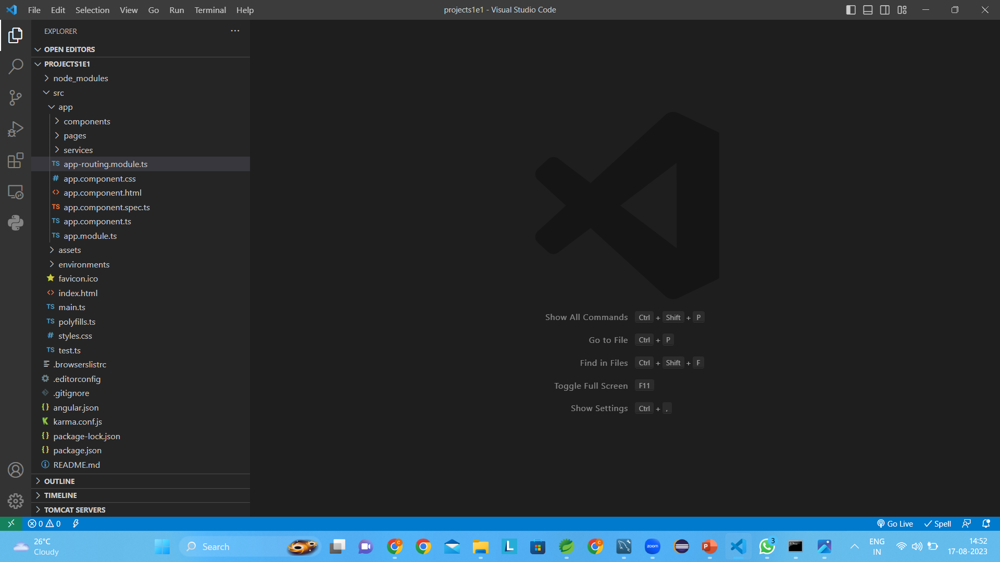 File Edit Selection View Go Run Terminal Help
projects1e1 - Visual Studio Code
EXPLORER
OPEN EDITORS
PROJECTS1E1
node_modules
src
app
components
pages
services
TS app-routing.module.ts
# app.component.css
<> app.component.html
TS app.component.spec.ts
TS app.component.ts
TS app.module.ts
assets
environments
favicon.ico
<> index.html
TS main.ts
TS polyfills.ts
# styles.css
TS test.ts
.browserslistrc
.editorconfig
.gitignore
{} angular.json
karma.conf.js
{} package-lock.json
{} package.json
README.md
OUTLINE
TIMELINE
TOMCAT SERVERS
Show All Commands Ctrl + Shift + P
Go to File Ctrl + P
Find in Files Ctrl + Shift + F
Toggle Full Screen F11
Show Settings Ctrl + ,
0 0
Go Live Spell
26°C
Cloudy
Search
C
L
C
zoom
P
3
ENG
IN
14:52
17-08-2023